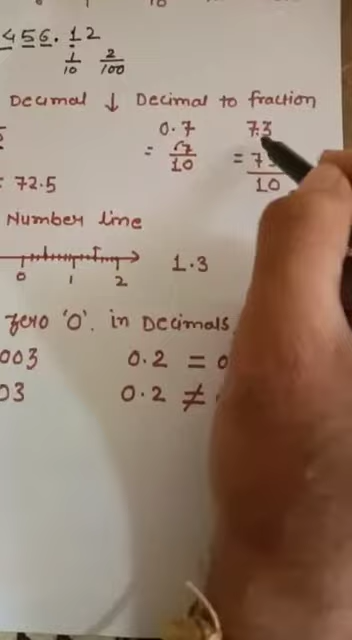 456.12
1/10 2/100
Decimal ↓ Decimal to fraction
0.7 7.3
= 7/10 = 7 /10
= 72.5
Number line
0 1 2 1.3
zero '0'. in Decimals
003 0.2 = 0
03 0.2 ≠